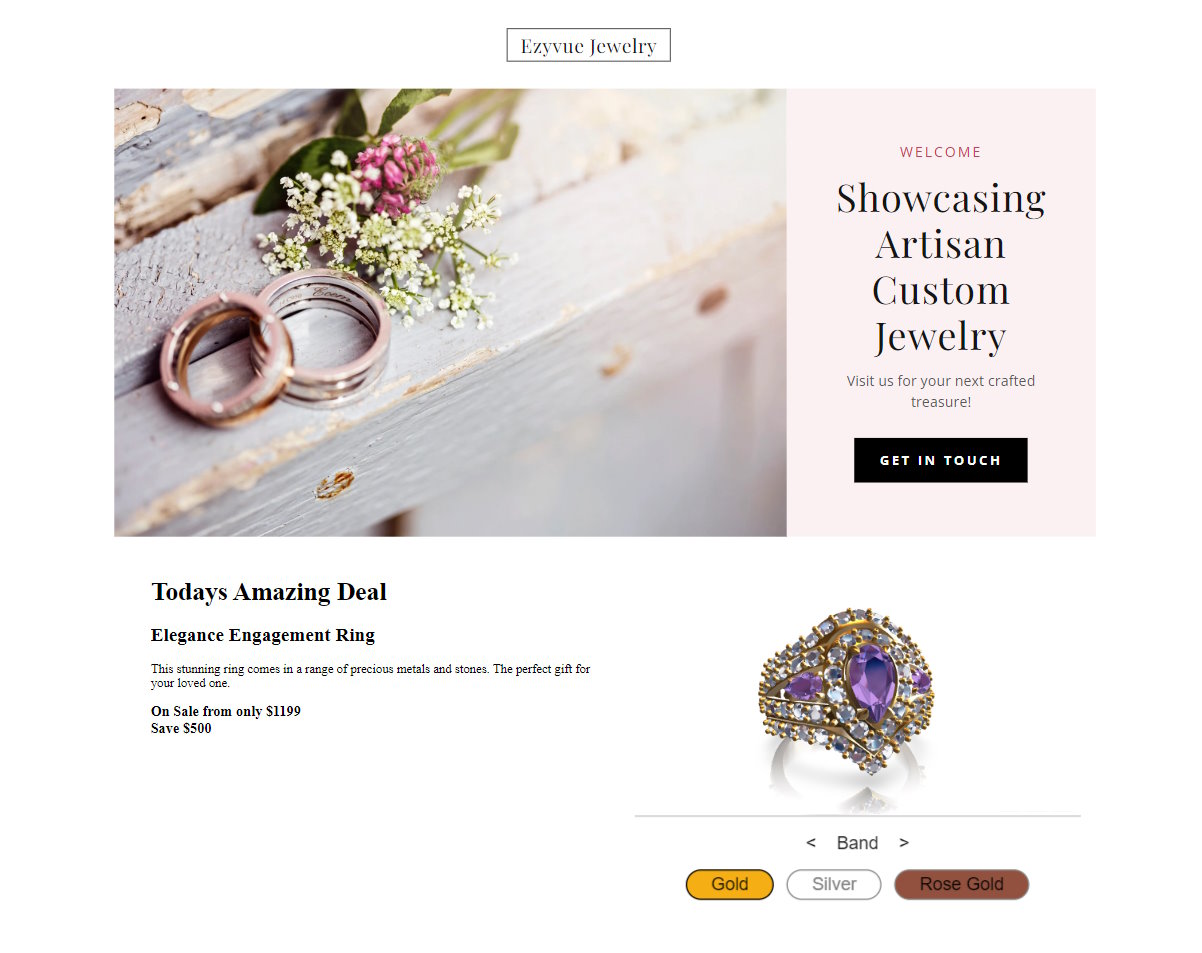 Ezyvue Jewelry
WELCOME
Showcasing
Artisan
Custom
Jewelry
Visit us for your next crafted
treasure!
GET IN TOUCH
Todays Amazing Deal
Elegance Engagement Ring
This stunning ring comes in a range of precious metals and stones. The perfect gift for
your loved one.
On Sale from only $1199
Save $500
< Band >
Gold Silver Rose Gold